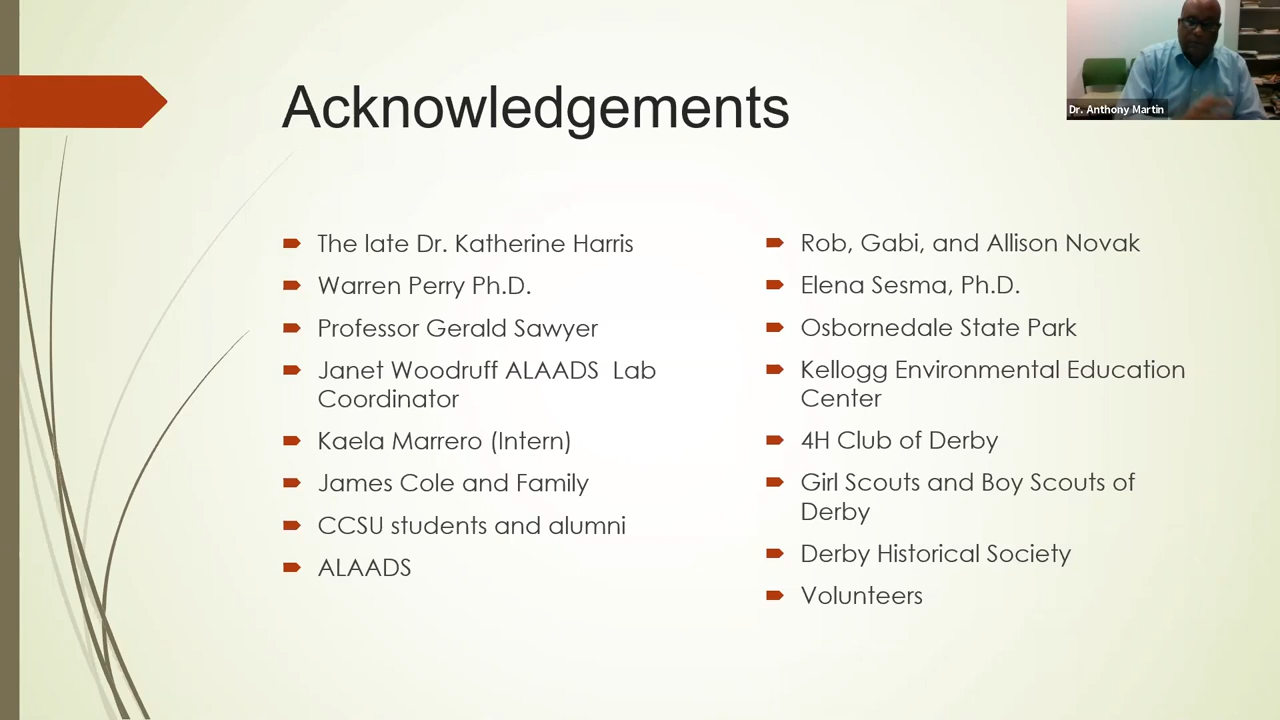 Acknowledgements
The late Dr. Katherine Harris
Warren Perry Ph.D.
Professor Gerald Sawyer
Janet Woodruff ALAADS  Lab
Coordinator
Kaela Marrero (Intern)
James Cole and Family
CCSU students and alumni
ALAADS
Rob, Gabi, and Allison Novak
Elena Sesma, Ph.D.
Osbornedale State Park
Kellogg Environmental Education
Center
4H Club of Derby
Girl Scouts and Boy Scouts of
Derby
Derby Historical Society
Volunteers
Dr. Anthony Martin